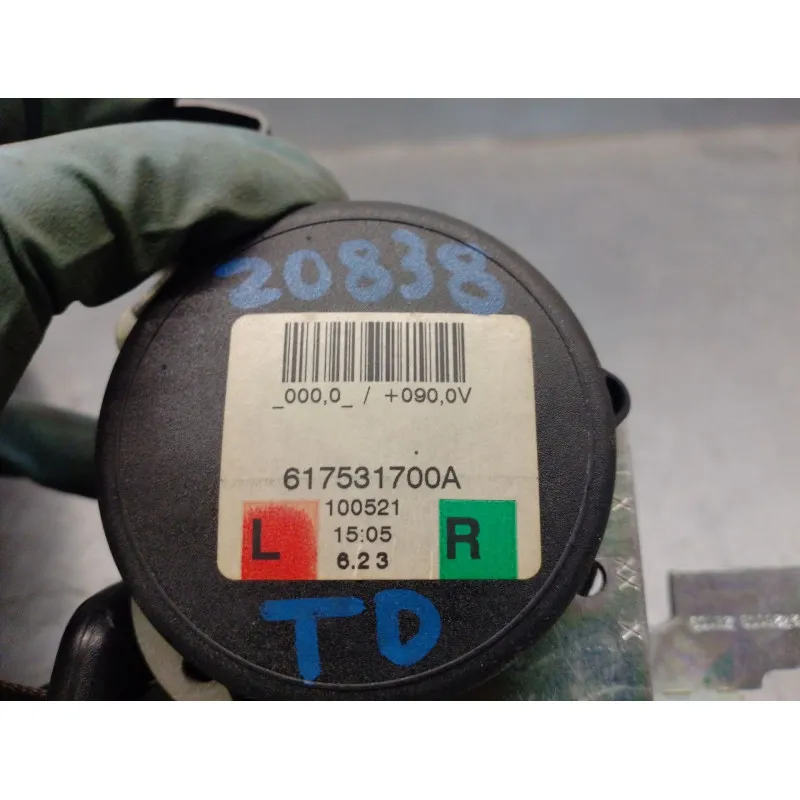 20838
_000,0_ / +090,0V
617531700A
100521
L 15:05 R
6.23
TD